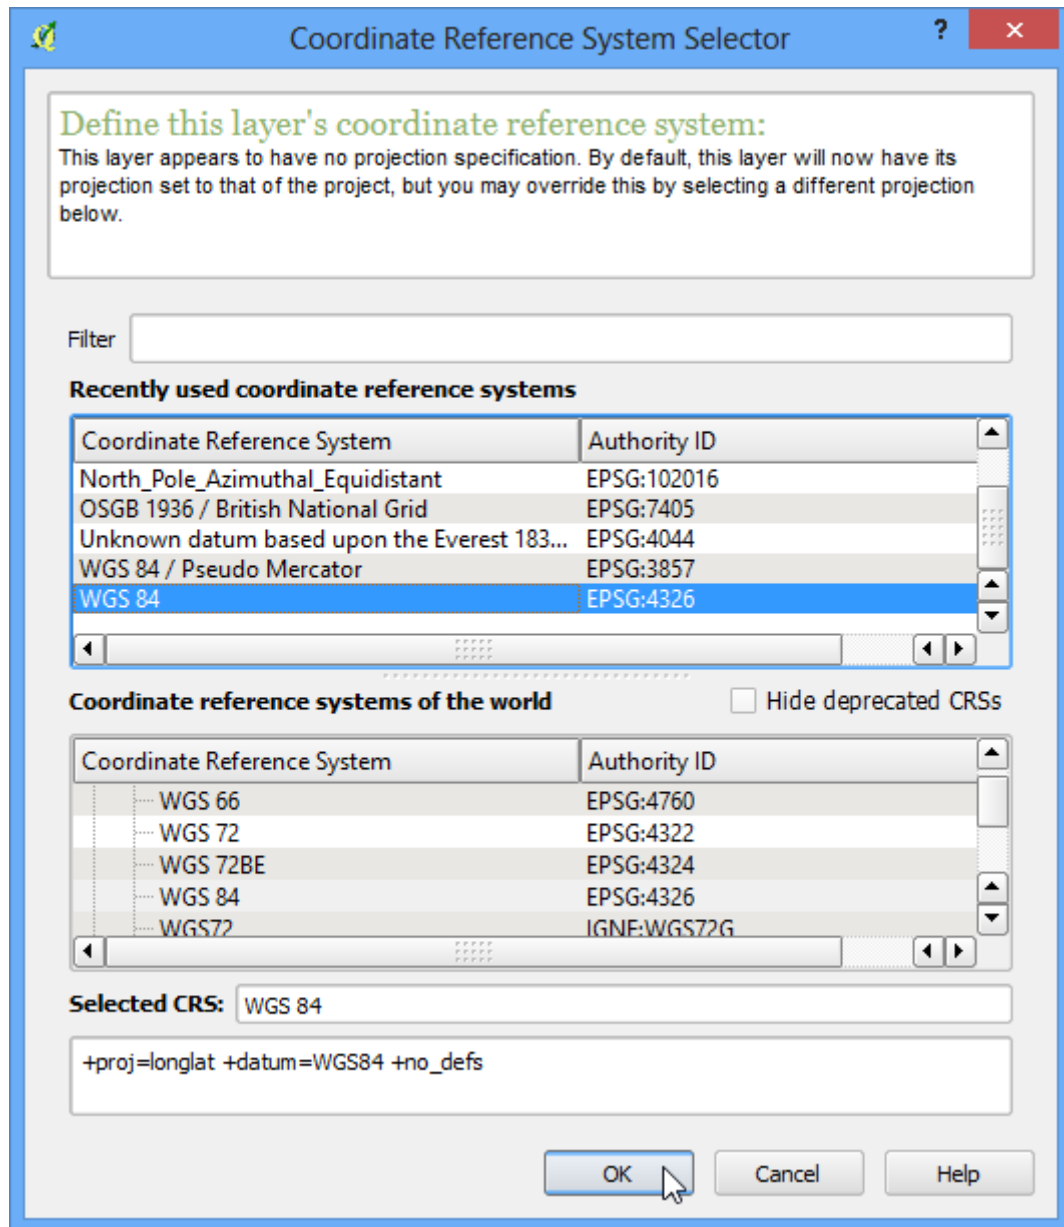 Coordinate Reference System Selector
?
×
Define this layer's coordinate reference system:
This layer appears to have no projection specification. By default, this layer will now have its
projection set to that of the project, but you may override this by selecting a different projection
below.
Filter
Recently used coordinate reference systems
Coordinate Reference System Authority ID
North_Pole_Azimuthal_Equidistant EPSG:102016
OSGB 1936 / British National Grid EPSG:7405
Unknown datum based upon the Everest 183... EPSG:4044
WGS 84 / Pseudo Mercator EPSG:3857
WGS 84 EPSG:4326
Coordinate reference systems of the world Hide deprecated CRSs
Coordinate Reference System Authority ID
WGS 66 EPSG:4760
WGS 72 EPSG:4322
WGS 72BE EPSG:4324
WGS 84 EPSG:4326
WGS72 IGNF:WGS72G
Selected CRS: WGS 84
+proj=longlat +datum=WGS84 +no_defs
OK Cancel Help